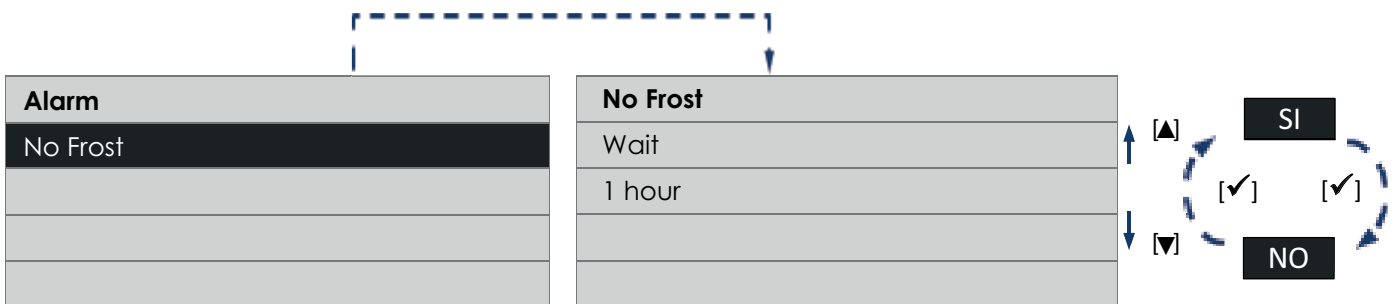 Alarm
No Frost
No Frost
Wait
1 hour
[▲]
[▼]
SI
[✓] [✓]
NO